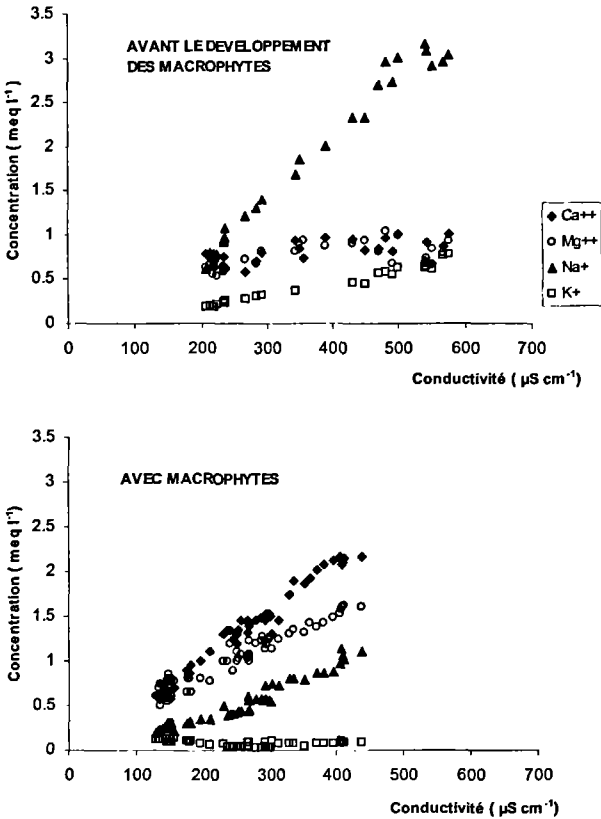 AVANT LE DEVELOPPEMENT
DES MACROPHYTES
Concentration ( meq l⁻¹)
3.5
3
2.5
2
1.5
1
0.5
0
0 100 200 300 400 500 600 700
Conductivité ( µS cm⁻¹)
Ca++
Mg++
Na+
K+
AVEC MACROPHYTES
Concentration ( meq l⁻¹)
3.5
3
2.5
2
1.5
1
0.5
0
0 100 200 300 400 500 600 700
Conductivité ( µS cm⁻¹)